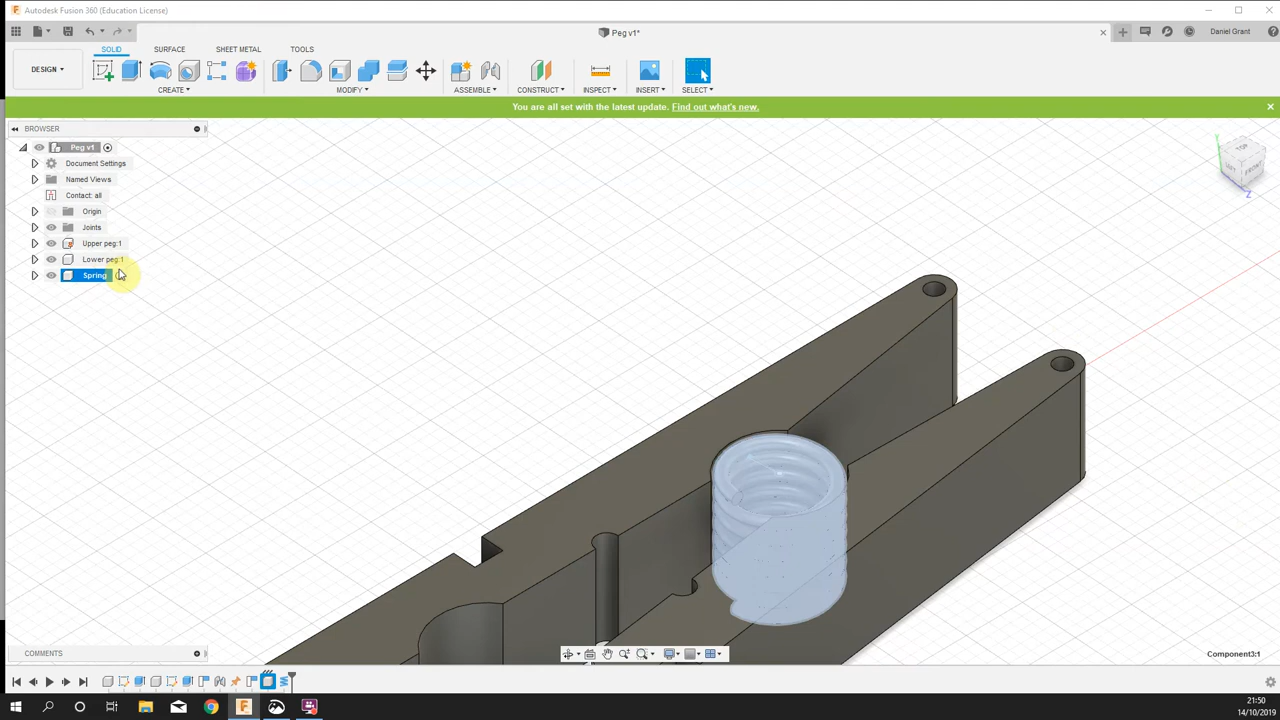 Autodesk Fusion 360 (Education License)
Peg v1*
Daniel Grant
SOLID SURFACE SHEET METAL TOOLS
DESIGN
CREATE MODIFY ASSEMBLE CONSTRUCT INSPECT INSERT SELECT
You are all set with the latest update. Find out what's new.
BROWSER
Peg v1
Document Settings
Named Views
Contact: all
Origin
Joints
Upper peg:1
Lower peg:1
Spring
Y
TOP
LEFT
FRONT
Z
COMMENTS
Component3:1
21:50
14/10/2019